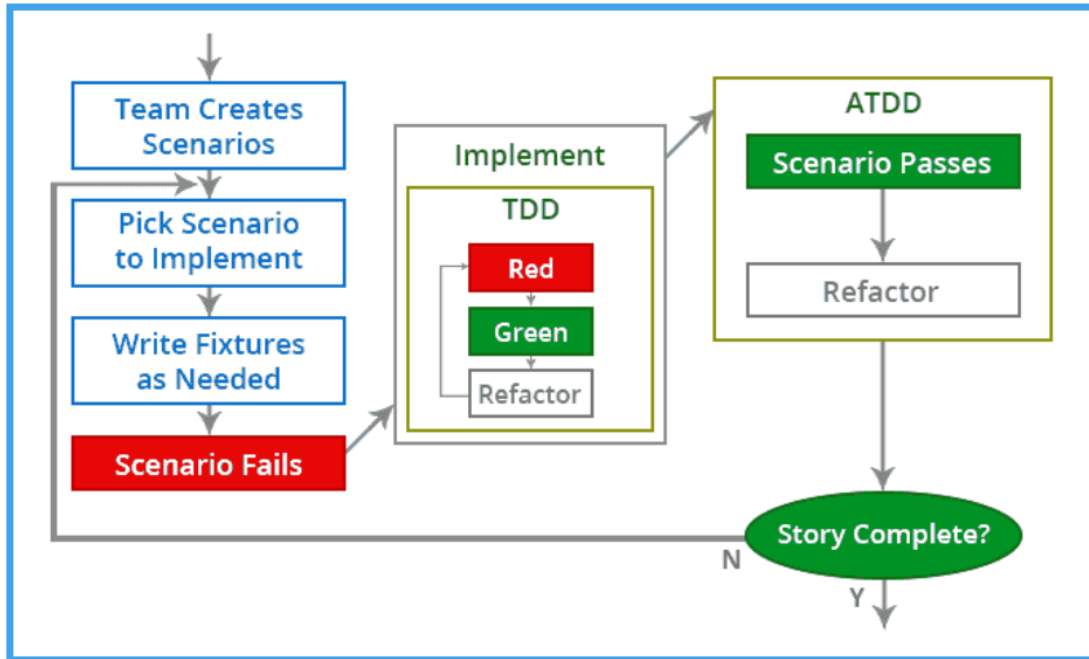 Team Creates
Scenarios
Pick Scenario
to Implement
Write Fixtures
as Needed
Scenario Fails
Implement
TDD
Red
Green
Refactor
ATDD
Scenario Passes
Refactor
Story Complete?
N
Y